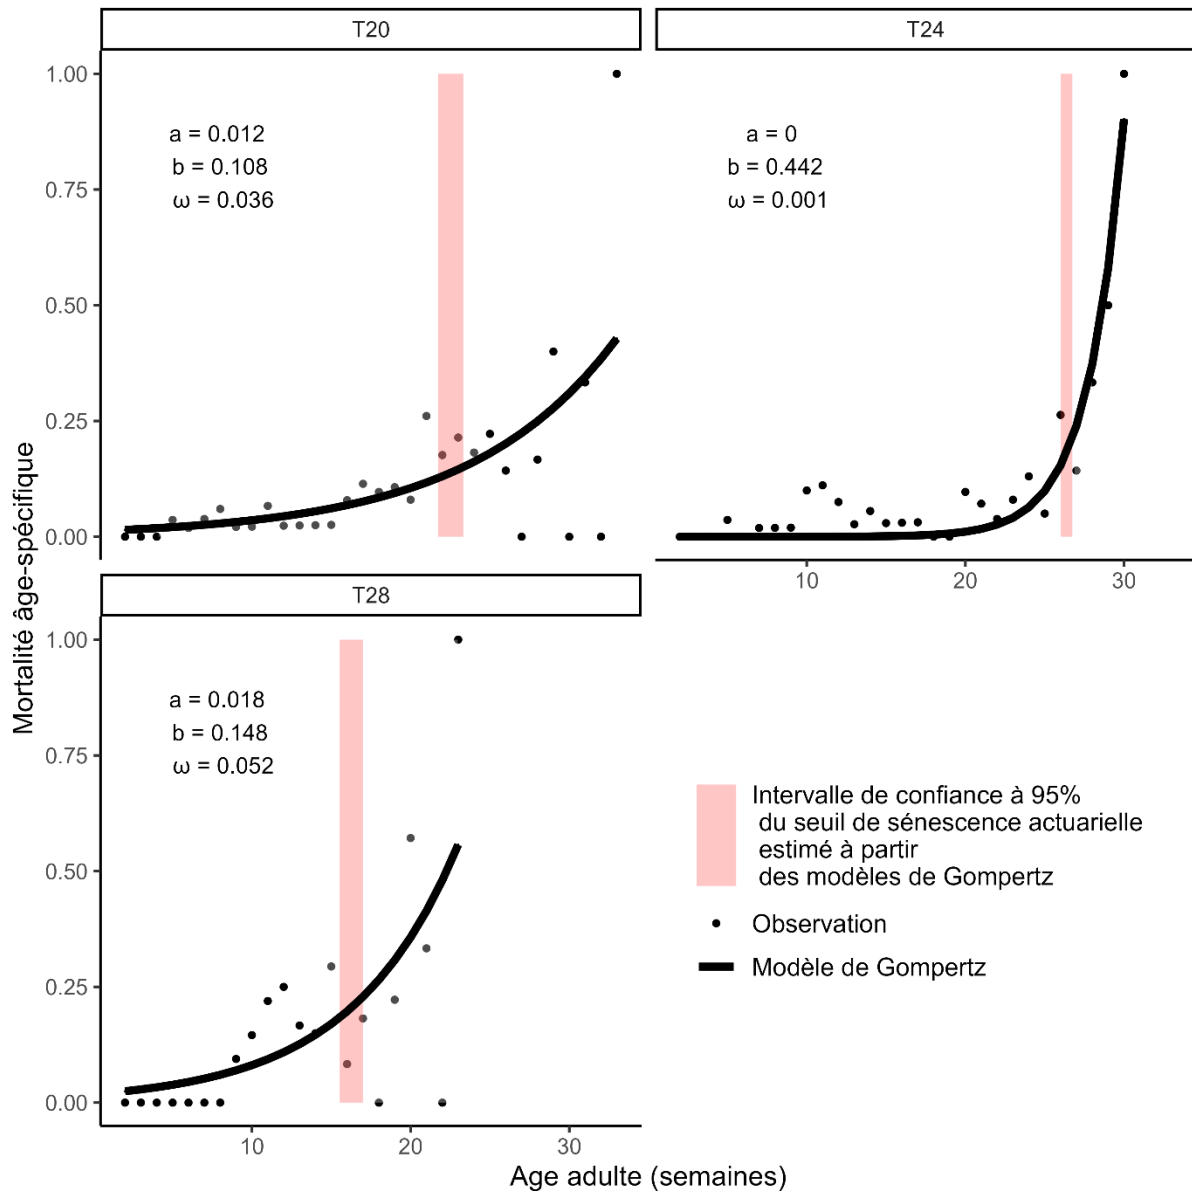 T20
T24
1.00
0.75
0.50
0.25
0.00
a = 0.012
b = 0.108
ω = 0.036
a = 0
b = 0.442
ω = 0.001
10
20
30
T28
1.00
0.75
0.50
0.25
0.00
a = 0.018
b = 0.148
ω = 0.052
10
20
30
Mortalité âge-spécifique
Age adulte (semaines)
Intervalle de confiance à 95%
du seuil de sénescence actuarielle
estimé à partir
des modèles de Gompertz
Observation
Modèle de Gompertz